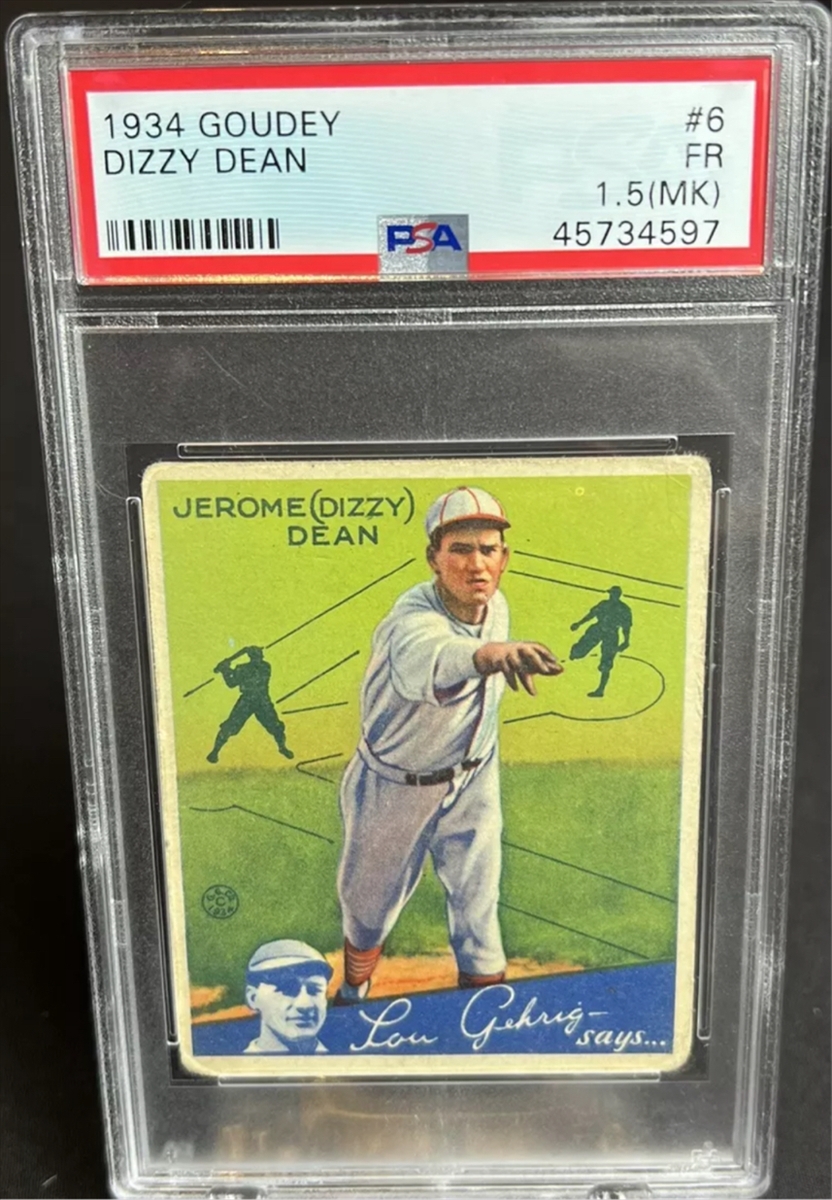 1934 GOUDEY #6
DIZZY DEAN FR
1.5(MK)
PSA 45734597
JEROME (DIZZY)
DEAN
Lou Gehrig-
says...